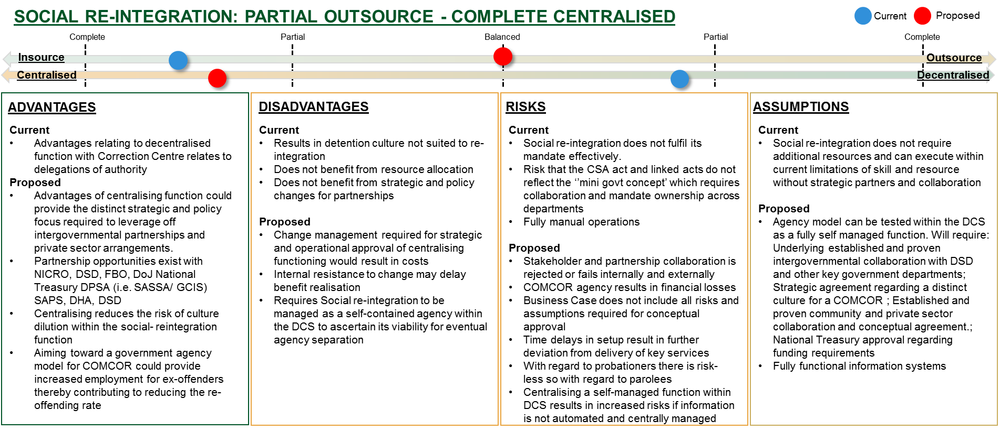 SOCIAL RE-INTEGRATION: PARTIAL OUTSOURCE - COMPLETE CENTRALISED
Current
Proposed
Complete
Partial
Balanced
Partial
Complete
Insource
Outsource
Centralised
Decentralised
ADVANTAGES
Current
• Advantages relating to decentralised
function with Correction Centre relates to
delegations of authority
Proposed
• Advantages of centralising function could
provide the distinct strategic and policy
focus required to leverage off
intergovernmental partnerships and
private sector arrangements.
• Partnership opportunities exist with
NICRO, DSD, FBO, DoJ National
Treasury DPSA (i.e. SASSA/ GCIS)
SAPS, DHA, DSD
• Centralising reduces the risk of culture
dilution within the social- reintegration
function
• Aiming toward a government agency
model for COMCOR could provide
increased employment for ex-offenders
thereby contributing to reducing the re-
offending rate
DISADVANTAGES
Current
• Results in detention culture not suited to re-
integration
• Does not benefit from resource allocation
• Does not benefit from strategic and policy
changes for partnerships
Proposed
• Change management required for strategic
and operational approval of centralising
functioning would result in costs
• Internal resistance to change may delay
benefit realisation
• Requires Social re-integration to be
managed as a self-contained agency within
the DCS to ascertain its viability for eventual
agency separation
RISKS
Current
• Social re-integration does not fulfil its
mandate effectively.
• Risk that the CSA act and linked acts do not
reflect the ‘’mini govt concept’ which requires
collaboration and mandate ownership across
departments
• Fully manual operations
Proposed
• Stakeholder and partnership collaboration is
rejected or fails internally and externally
• COMCOR agency results in financial losses
• Business Case does not include all risks and
assumptions required for conceptual
approval
• Time delays in setup result in further
deviation from delivery of key services
• With regard to probationers there is risk-
less so with regard to parolees
• Centralising a self-managed function within
DCS results in increased risks if information
is not automated and centrally managed
ASSUMPTIONS
Current
• Social re-integration does not require
additional resources and can execute within
current limitations of skill and resource
without strategic partners and collaboration
Proposed
• Agency model can be tested within the DCS
as a fully self managed function. Will require:
Underlying established and proven
intergovernmental collaboration with DSD
and other key government departments;
Strategic agreement regarding a distinct
culture for a COMCOR ; Established and
proven community and private sector
collaboration and conceptual agreement.;
National Treasury approval regarding
funding requirements
• Fully functional information systems